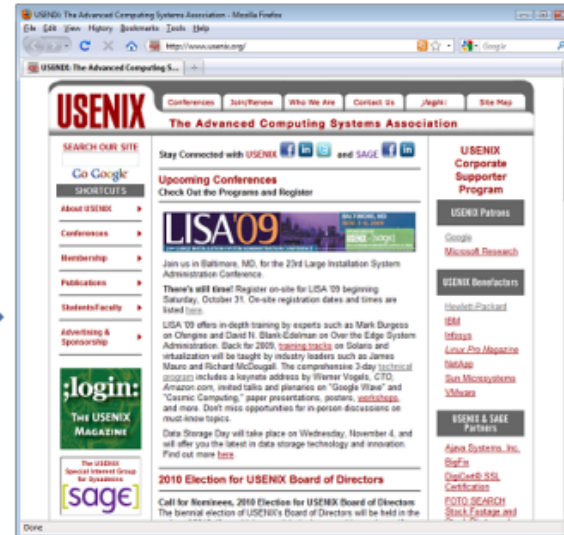 USENIX: The Advanced Computing Systems Association - Mozilla Firefox
File Edit View History Bookmarks Tools Help
http://www.usenix.org/
Google
USENIX: The Advanced Computing S...
USENIX
Conferences
Join/Renew
Who We Are
Contact Us
;login:
Site Map
The Advanced Computing Systems Association
SEARCH OUR SITE
Go Google
SHORTCUTS
About USENIX
Conferences
Membership
Publications
Students/Faculty
Advertising &
Sponsorship
;login:
THE USENIX
MAGAZINE
The USENIX
Special Interest Group
for Sysadmins
[sage]
Stay Connected with USENIX and SAGE
Upcoming Conferences
Check Out the Programs and Register
LISA'09
BALTIMORE, MD
Join us in Baltimore, MD, for the 23rd Large Installation System
Administration Conference.
There's still time! Register on-site for LISA '09 beginning
Saturday, October 31. On-site registration dates and times are
listed here.
LISA '09 offers in-depth training by experts such as Mark Burgess
on Cfengine and David N. Blank-Edelman on Over the Edge System
Administration. Back for 2009, training tracks on Solaris and
virtualization will be taught by industry leaders such as James
Mauro and Richard McDougall. The comprehensive 3-day technical
program includes a keynote address by Werner Vogels, CTO,
Amazon.com, invited talks and plenaries on "Google Wave" and
"Cosmic Computing," paper presentations, posters, workshops,
and more. Don't miss opportunities for in-person discussions on
must-know topics.
Data Storage Day will take place on Wednesday, November 4, and
will offer you the latest in data storage technology and innovation.
Find out more here.
2010 Election for USENIX Board of Directors
Call for Nominees, 2010 Election for USENIX Board of Directors
The biennial election of USENIX's Board of Directors will be held in the
USENIX
Corporate
Supporter
Program
USENIX Patrons
Google
Microsoft Research
USENIX Benefactors
Hewlett-Packard
IBM
Infosys
Linux Pro Magazine
NetApp
Sun Microsystems
VMware
USENIX & SAGE
Partners
Ajava Systems, Inc.
BigFix
DigiCert® SSL
Certification
FOTO SEARCH
Stock Footage and
Done